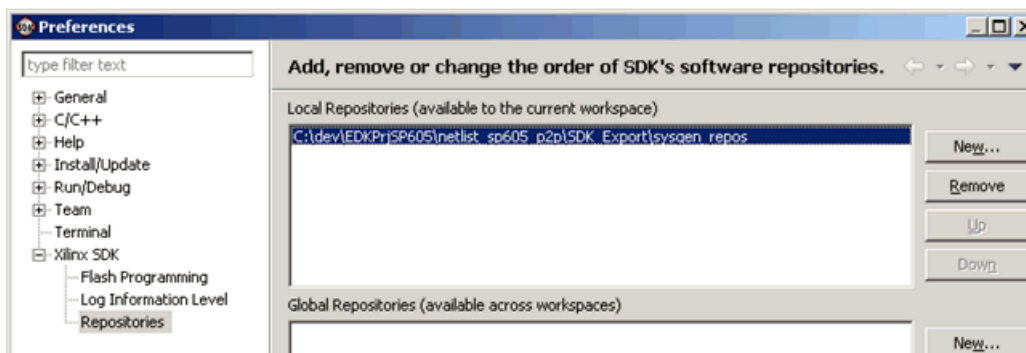 SDK Preferences
type filter text
Add, remove or change the order of SDK's software repositories.
General
C/C++
Help
Install/Update
Run/Debug
Team
Terminal
Xilinx SDK
Flash Programming
Log Information Level
Repositories
Local Repositories (available to the current workspace)
C:\dev\EDKPrjSP605\netlist_sp605_p2p\SDK_Export\sysgen_repos
New...
Remove
Up
Down
Global Repositories (available across workspaces)
New...